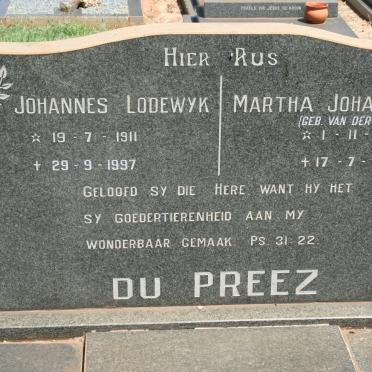 HIER RUS
JOHANNES LODEWYK
☆ 19 - 7 - 1911
✝ 29 - 9 - 1997
MARTHA
(GEB. VAN DER
☆ 1 - 11 -
✝ 17 - 7 -
GELOOFD SY DIE HERE WANT HY HET
SY GOEDERTIERENHEID AAN MY
WONDERBAAR GEMAAK. PS. 31:22.
DU PREEZ